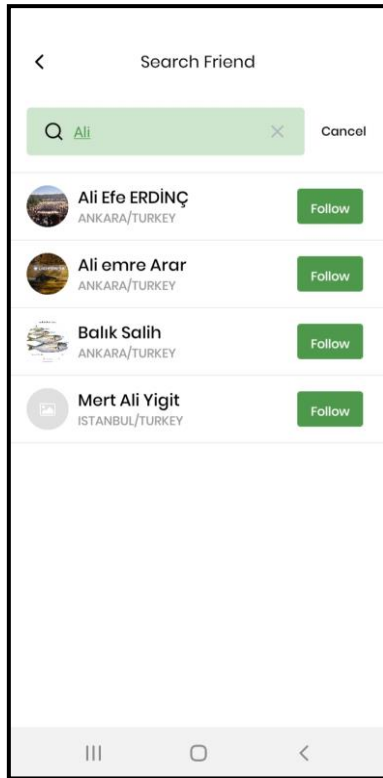 Search Friend
Ali
Cancel
Ali Efe ERDİNÇ
ANKARA/TURKEY
Follow
Ali emre Arar
ANKARA/TURKEY
Follow
Balık Salih
ANKARA/TURKEY
Follow
Mert Ali Yigit
ISTANBUL/TURKEY
Follow